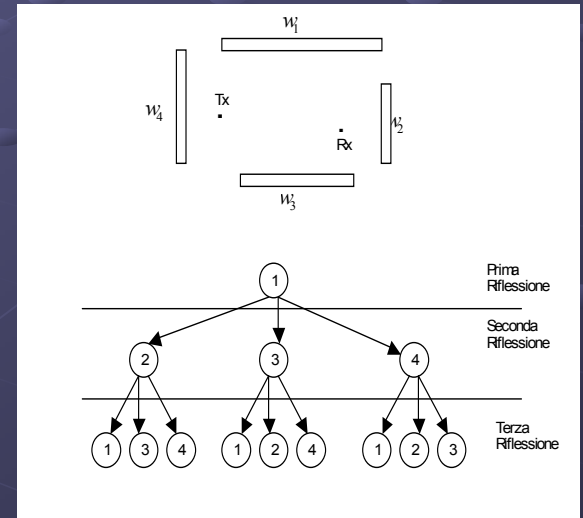 w1
w4
Tx
w2
Rx
w3
1
Prima
Riflessione
Seconda
Riflessione
2 3 4
1 3 4 1 2 4 1 2 3
Terza
Riflessione